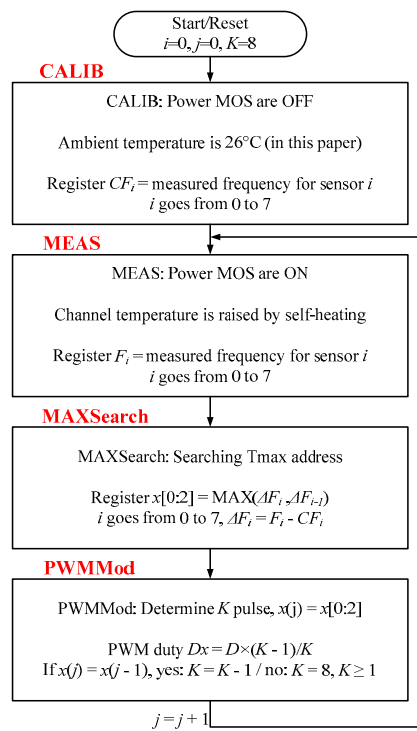 Start/Reset
i=0, j=0, K=8
CALIB
CALIB: Power MOS are OFF
Ambient temperature is 26°C (in this paper)
Register CFi = measured frequency for sensor i
i goes from 0 to 7
MEAS
MEAS: Power MOS are ON
Channel temperature is raised by self-heating
Register Fi = measured frequency for sensor i
i goes from 0 to 7
MAXSearch
MAXSearch: Searching Tmax address
Register x[0:2] = MAX(ΔFi ,ΔFi-1)
i goes from 0 to 7, ΔFi = Fi - CFi
PWMMod
PWMMod: Determine K pulse, x(j) = x[0:2]
PWM duty Dx = D×(K - 1)/K
If x(j) = x(j - 1), yes: K = K - 1 / no: K = 8, K ≥ 1
j = j + 1